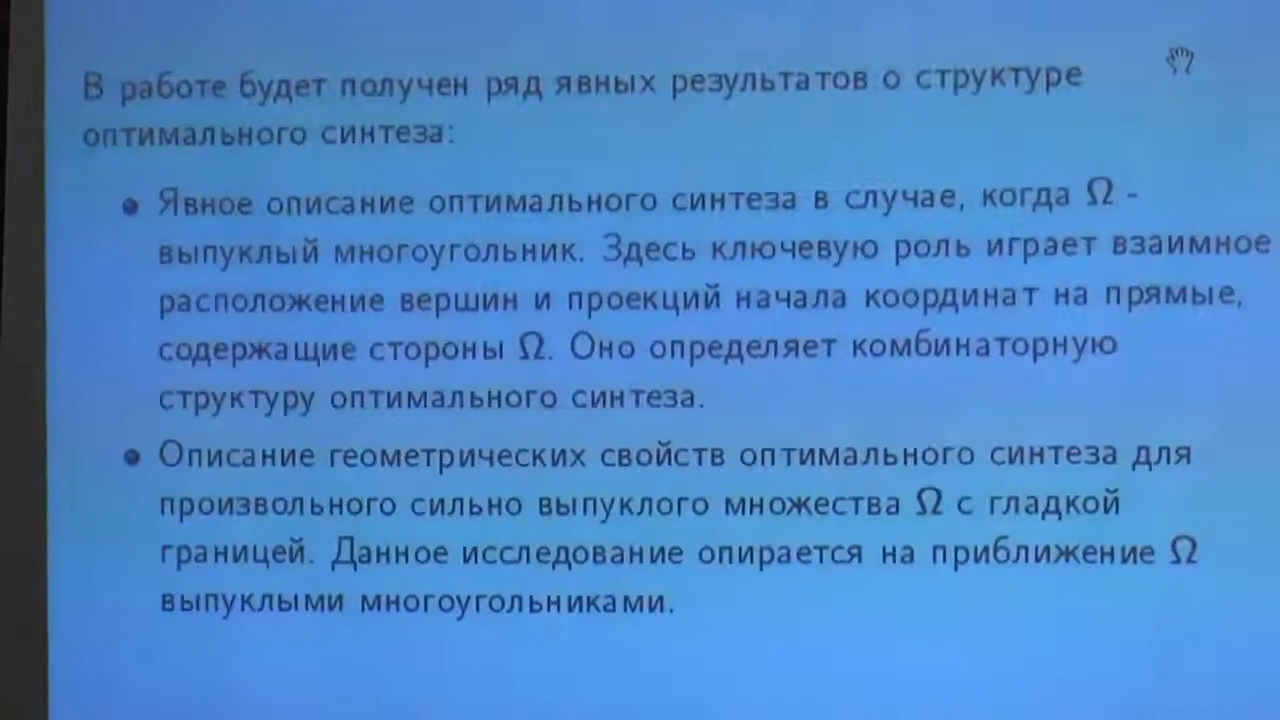 В работе будет получен ряд явных результатов о структуре
оптимального синтеза:
Явное описание оптимального синтеза в случае, когда Ω -
выпуклый многоугольник. Здесь ключевую роль играет взаимное
расположение вершин и проекций начала координат на прямые,
содержащие стороны Ω. Оно определяет комбинаторную
структуру оптимального синтеза.
Описание геометрических свойств оптимального синтеза для
произвольного сильно выпуклого множества Ω с гладкой
границей. Данное исследование опирается на приближение Ω
выпуклыми многоугольниками.